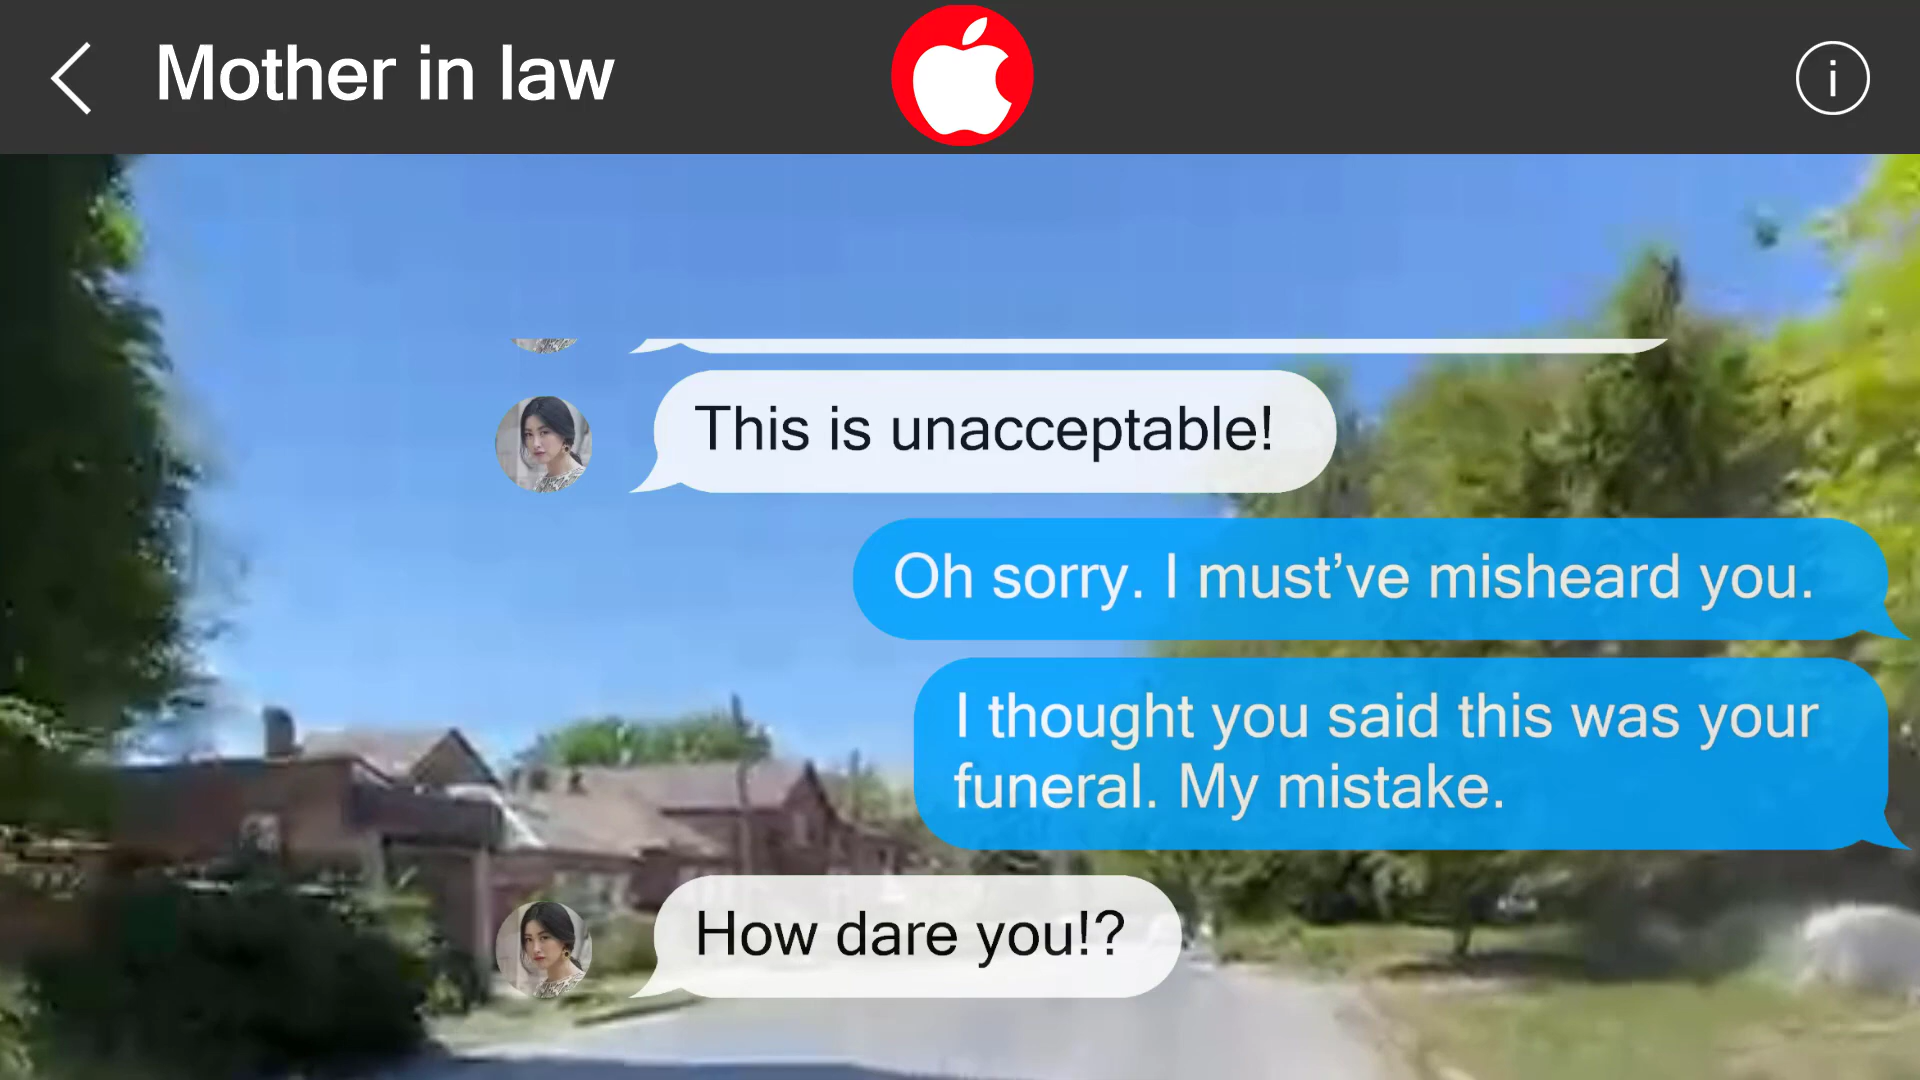 Mother in law
This is unacceptable!
Oh sorry. I must’ve misheard you.
I thought you said this was your
funeral. My mistake.
How dare you!?